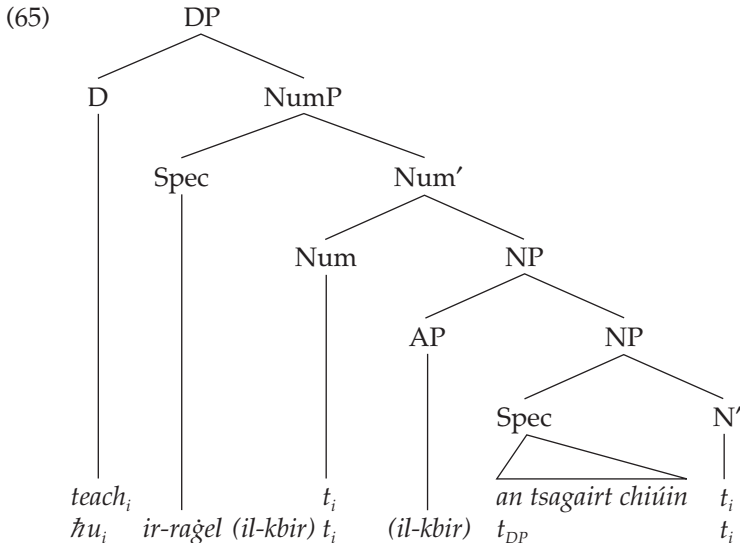 (65) DP
D NumP
Spec Num′
Num NP
AP NP
Spec N′
teachᵢ tᵢ an tsagairt chiúin tᵢ
ħuᵢ ir-raġel (il-kbir) tᵢ (il-kbir) t_DP tᵢ